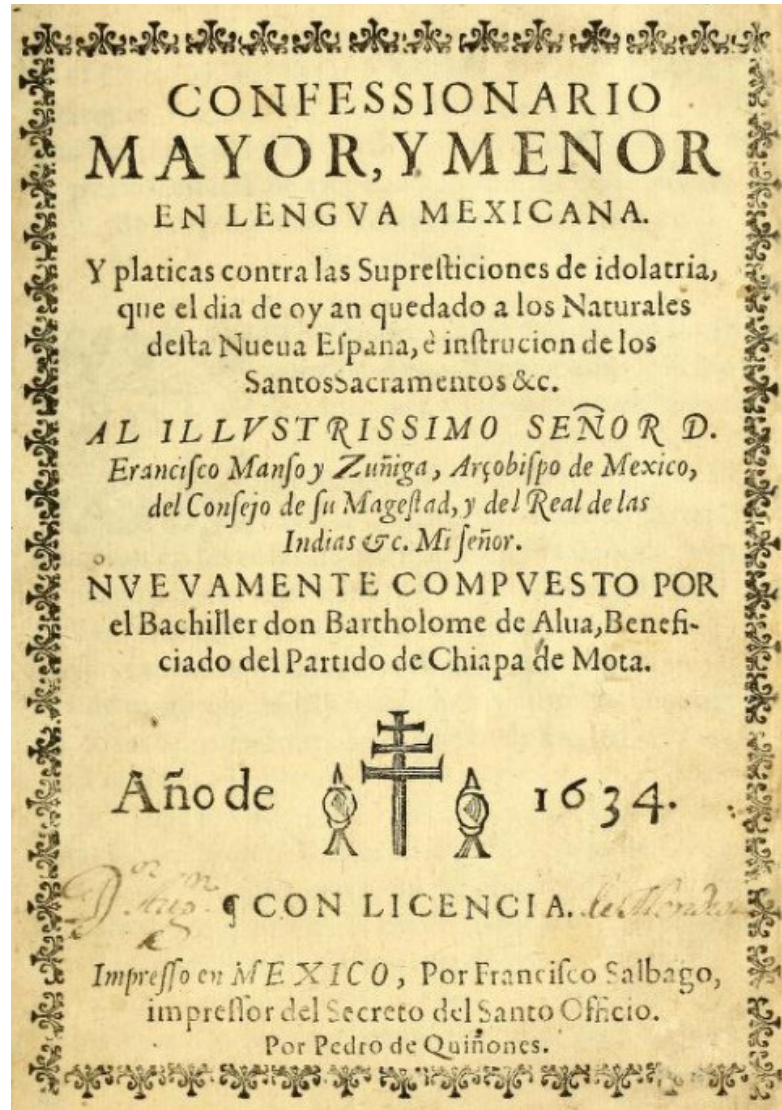 CONFESSIONARIO
MAYOR, Y MENOR
EN LENGVA MEXICANA.
Y platicas contra las Supreſticiones de idolatria,
que el dia de oy an quedado a los Naturales
deſta Nueua Eſpana, è inſtrucion de los
Santos Sacramentos &c.
AL ILLVSTRISSIMO SEÑOR D.
Franciſco Manſo y Zuñiga, Arçobiſpo de Mexico,
del Conſejo de ſu Mageſtad, y del Real de las
Indias &c. Mi ſeñor.
NVEVAMENTE COMPVESTO POR
el Bachiller don Bartholome de Alua, Benefi-
ciado del Partido de Chiapa de Mota.
Año de 1634.
¶ CON LICENCIA.
Impreſſo en MEXICO, Por Franciſco Salbago,
impreſſor del Secreto del Santo Officio.
Por Pedro de Quiñones.